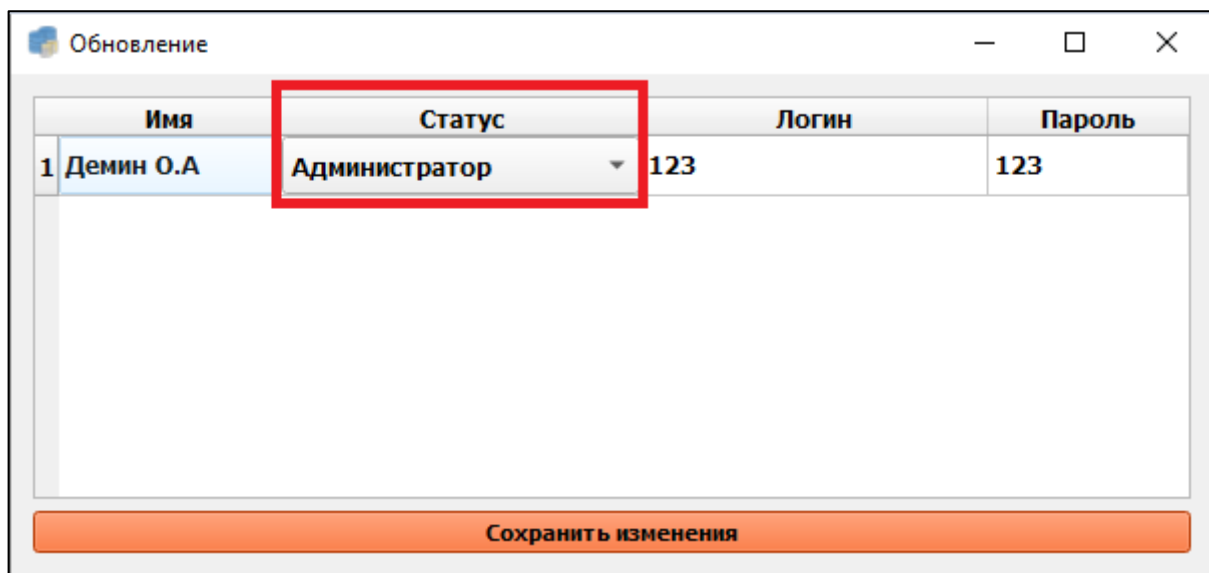 Обновление
Имя Статус Логин Пароль
1 Демин О.А Администратор 123 123
Сохранить изменения